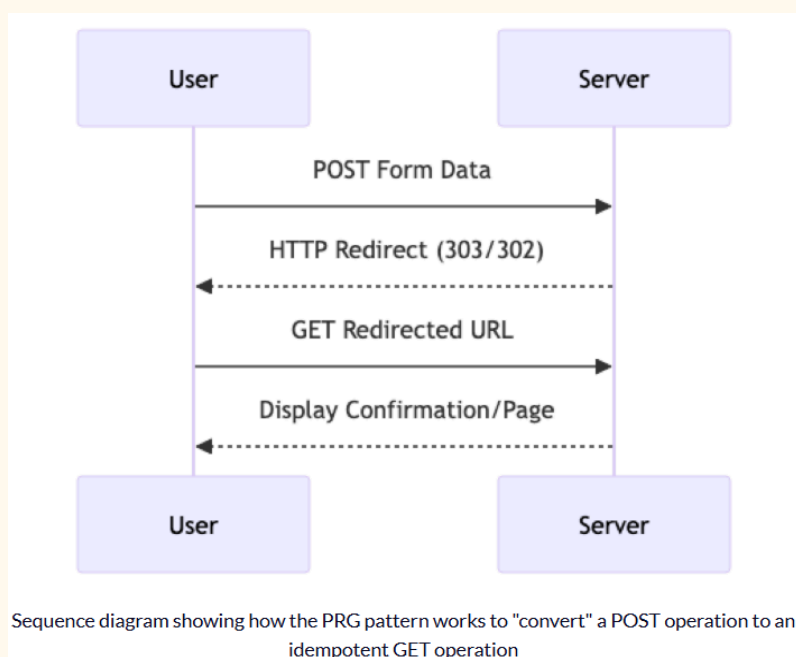 User
Server
POST Form Data
HTTP Redirect (303/302)
GET Redirected URL
Display Confirmation/Page
User
Server
Sequence diagram showing how the PRG pattern works to "convert" a POST operation to an
idempotent GET operation